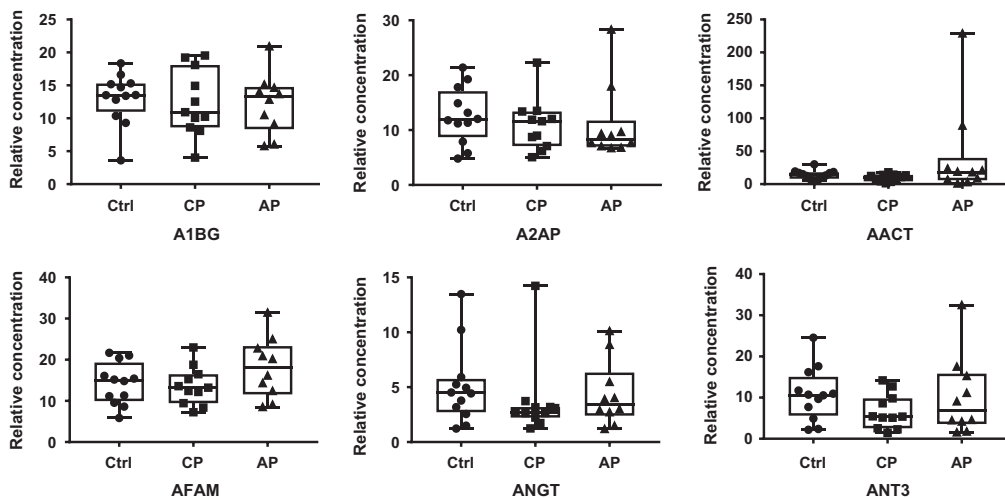 Relative concentration
25
20
15
10
5
0
Ctrl CP AP
A1BG
Relative concentration
30
20
10
0
Ctrl CP AP
A2AP
Relative concentration
250
200
150
100
50
0
Ctrl CP AP
AACT
Relative concentration
40
30
20
10
0
Ctrl CP AP
AFAM
Relative concentration
15
10
5
0
Ctrl CP AP
ANGT
Relative concentration
40
30
20
10
0
Ctrl CP AP
ANT3